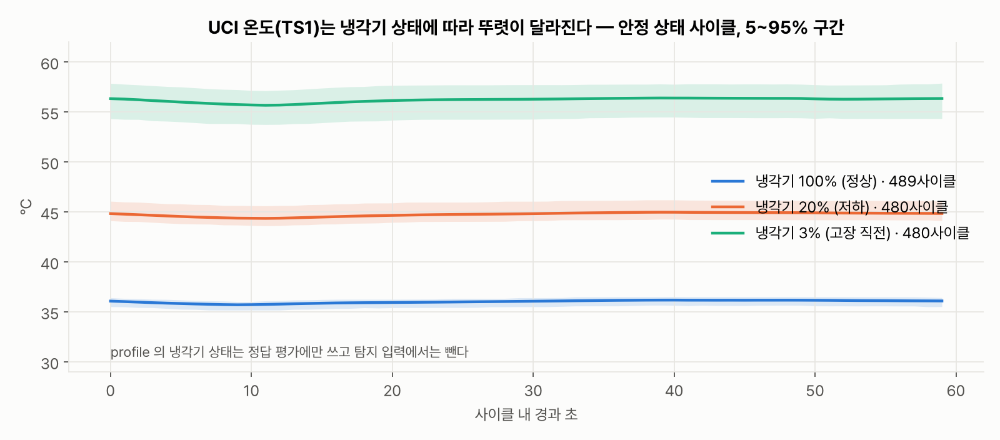 UCI 온도(TS1)는 냉각기 상태에 따라 뚜렷이 달라진다 — 안정 상태 사이클, 5~95% 구간
60
55
50
45
40
35
30
°C
냉각기 100% (정상) · 489사이클
냉각기 20% (저하) · 480사이클
냉각기 3% (고장 직전) · 480사이클
profile 의 냉각기 상태는 정답 평가에만 쓰고 탐지 입력에서는 뺀다
0 10 20 30 40 50 60
사이클 내 경과 초